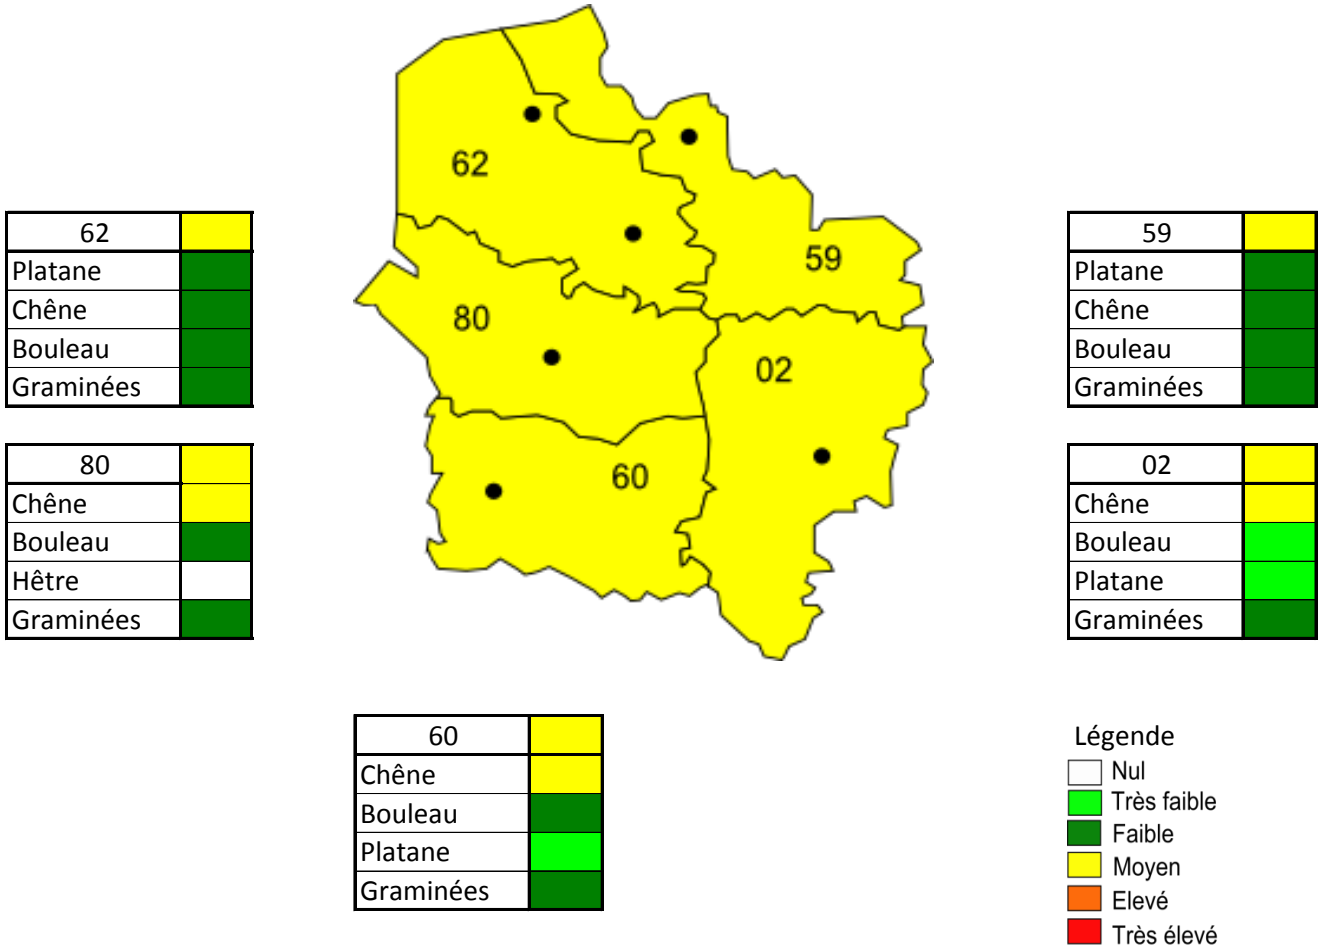 62
59
80
02
60
62
Platane
Chêne
Bouleau
Graminées
59
Platane
Chêne
Bouleau
Graminées
80
Chêne
Bouleau
Hêtre
Graminées
02
Chêne
Bouleau
Platane
Graminées
60
Chêne
Bouleau
Platane
Graminées
Légende
Nul
Très faible
Faible
Moyen
Elevé
Très élevé